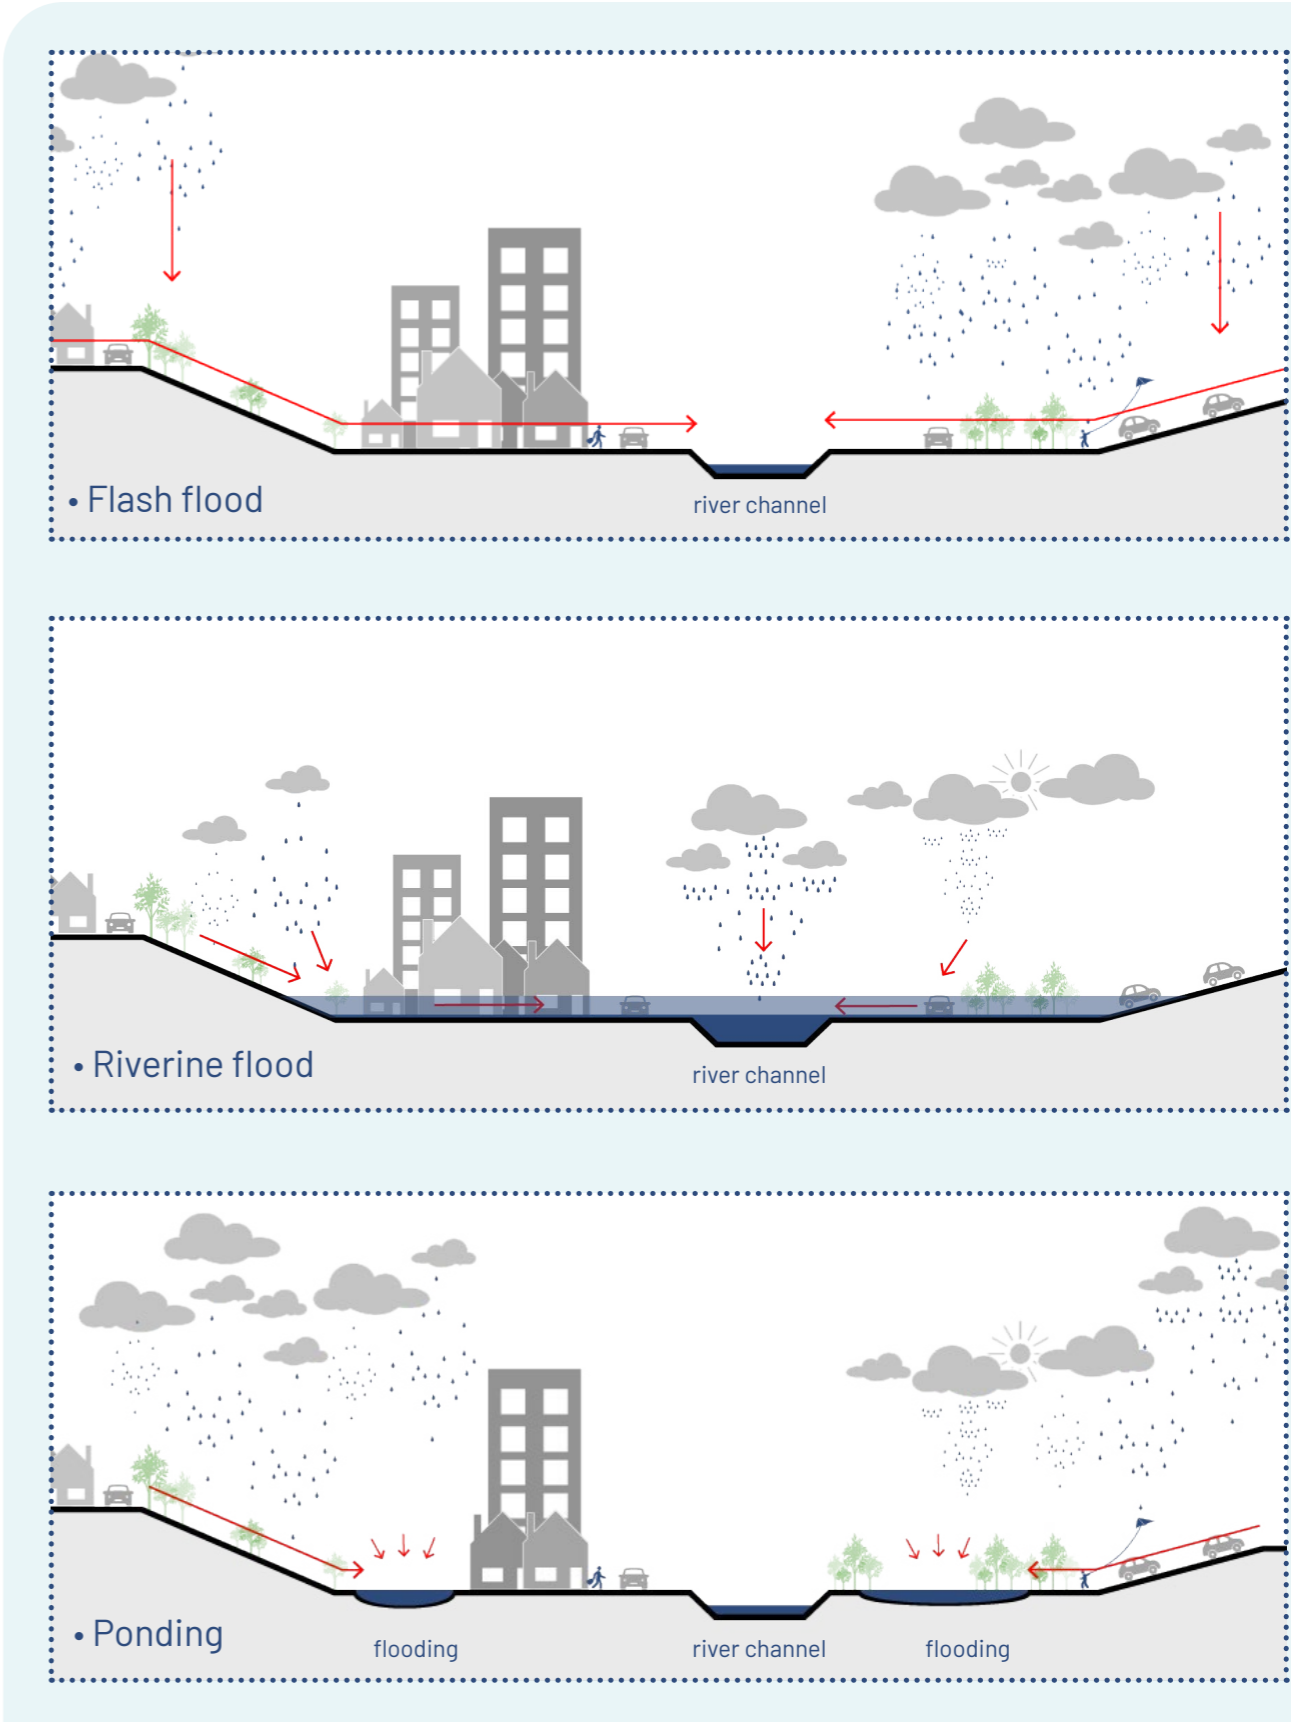 • Flash flood
river channel
• Riverine flood
river channel
• Ponding
flooding
river channel
flooding